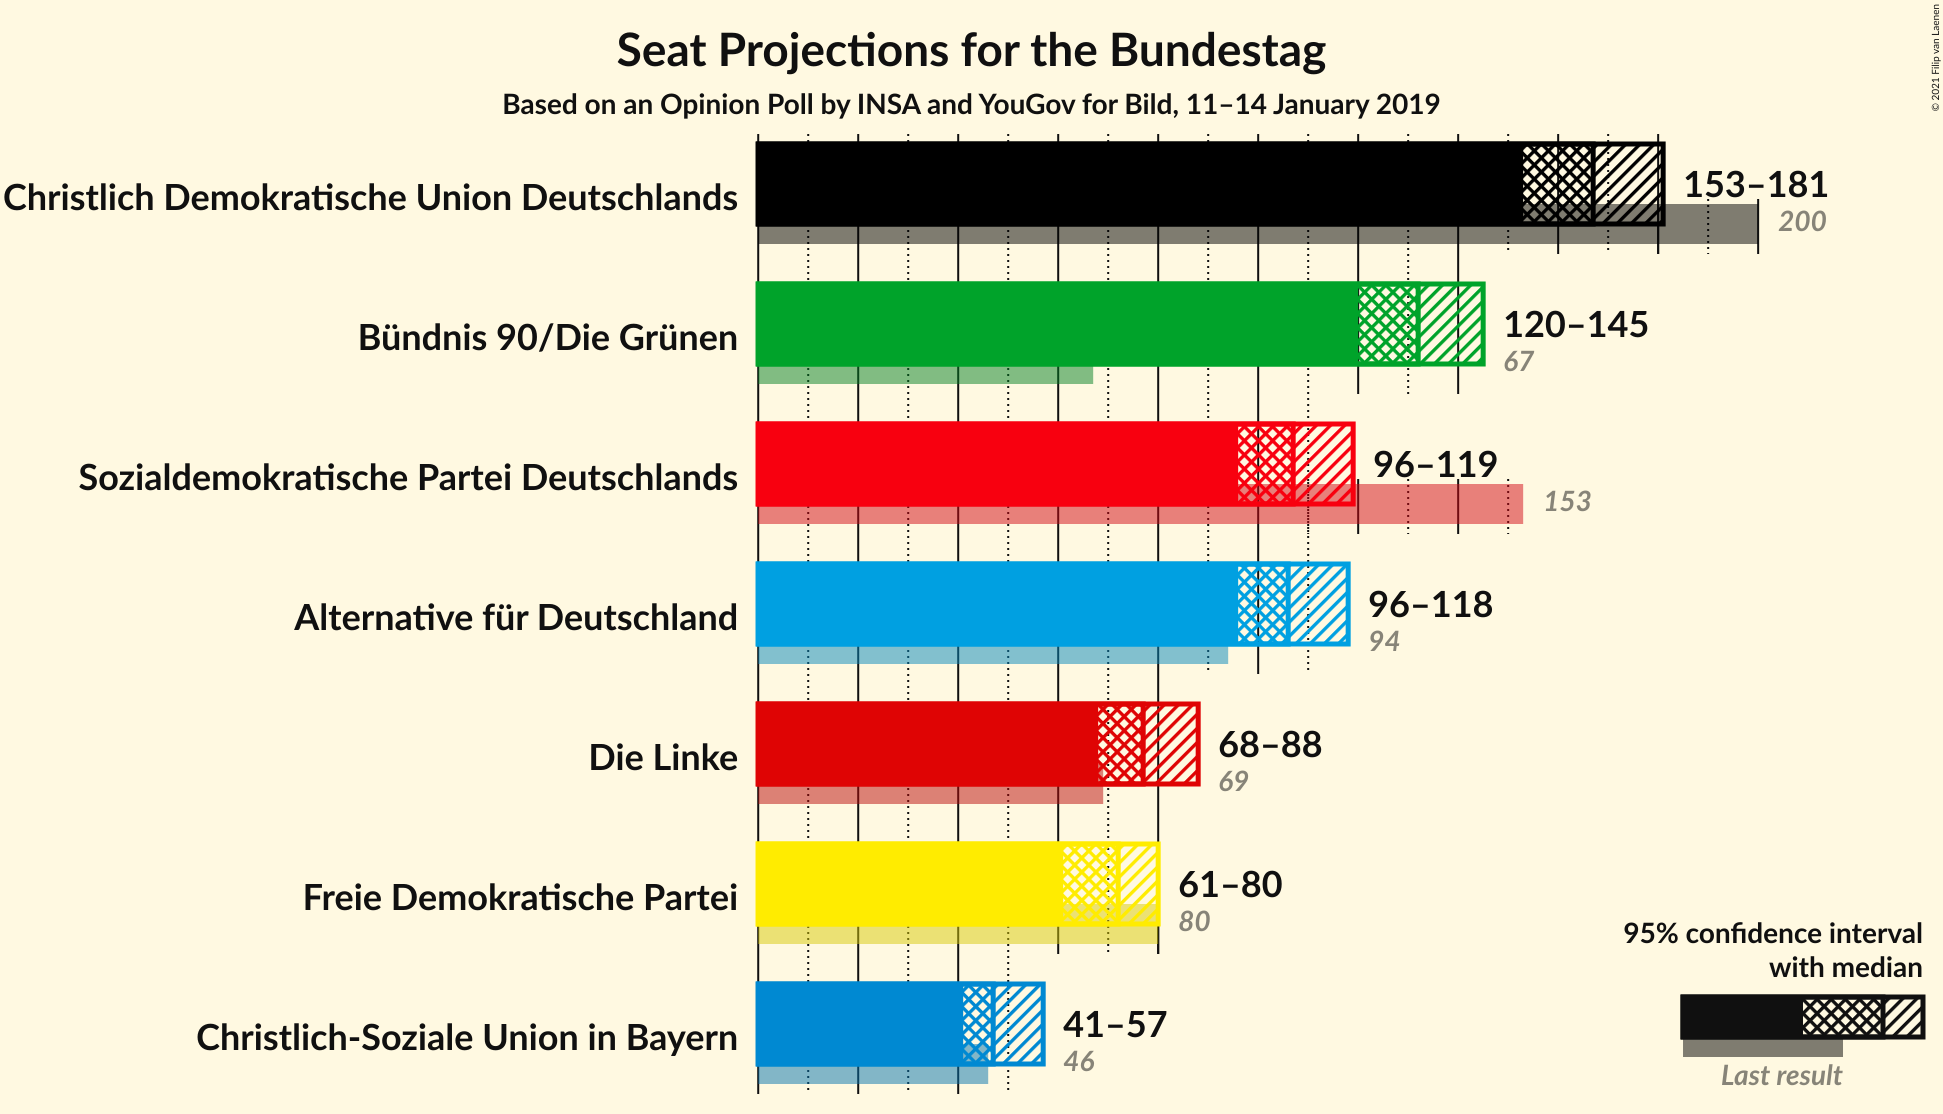 Seat Projections for the Bundestag
Based on an Opinion Poll by INSA and YouGov for Bild, 11–14 January 2019
© 2021 Filip van Laenen
Christlich Demokratische Union Deutschlands
153–181
200
Bündnis 90/Die Grünen
120–145
67
Sozialdemokratische Partei Deutschlands
96–119
153
Alternative für Deutschland
96–118
94
Die Linke
68–88
69
Freie Demokratische Partei
61–80
80
Christlich-Soziale Union in Bayern
41–57
46
95% confidence interval
with median
Last result